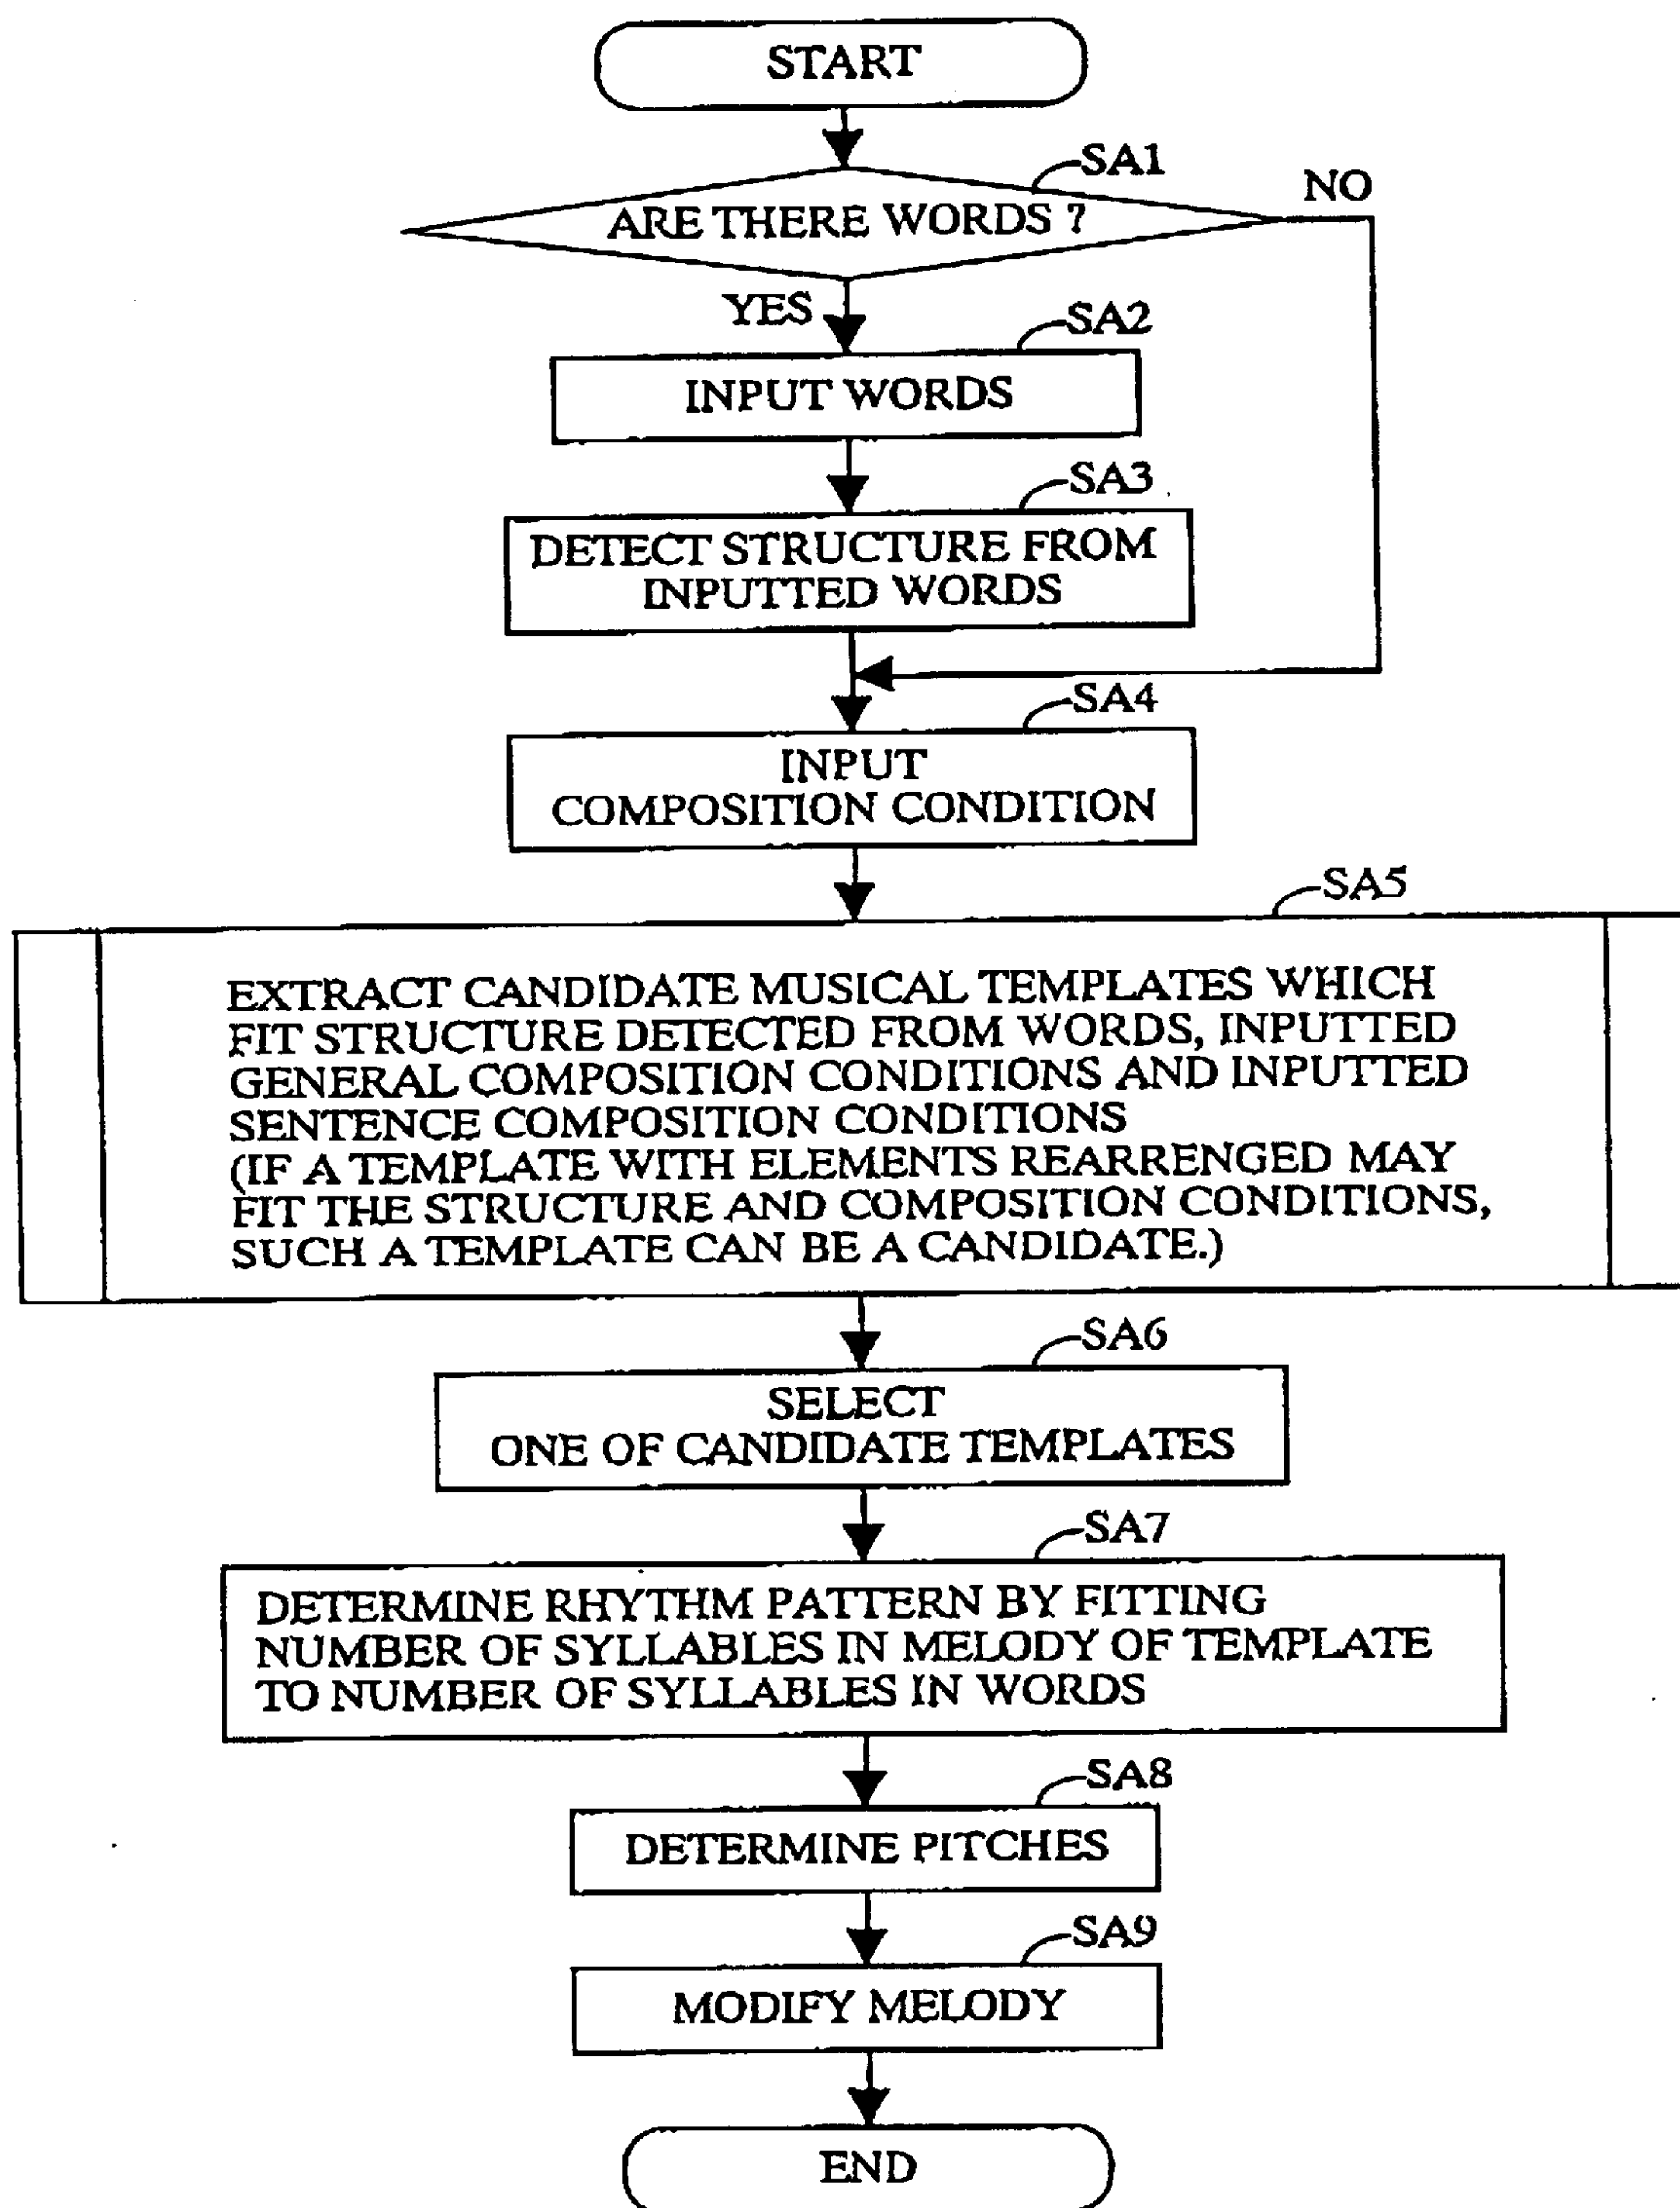 START
SA1
NO
ARE THERE WORDS ?
YES
SA2
INPUT WORDS
SA3
DETECT STRUCTURE FROM
INPUTTED WORDS
SA4
INPUT
COMPOSITION CONDITION
SA5
EXTRACT CANDIDATE MUSICAL TEMPLATES WHICH
FIT STRUCTURE DETECTED FROM WORDS, INPUTTED
GENERAL COMPOSITION CONDITIONS AND INPUTTED
SENTENCE COMPOSITION CONDITIONS
(IF A TEMPLATE WITH ELEMENTS REARRENGED MAY
FIT THE STRUCTURE AND COMPOSITION CONDITIONS,
SUCH A TEMPLATE CAN BE A CANDIDATE.)
SA6
SELECT
ONE OF CANDIDATE TEMPLATES
SA7
DETERMINE RHYTHM PATTERN BY FITTING
NUMBER OF SYLLABLES IN MELODY OF TEMPLATE
TO NUMBER OF SYLLABLES IN WORDS
SA8
DETERMINE PITCHES
SA9
MODIFY MELODY
END